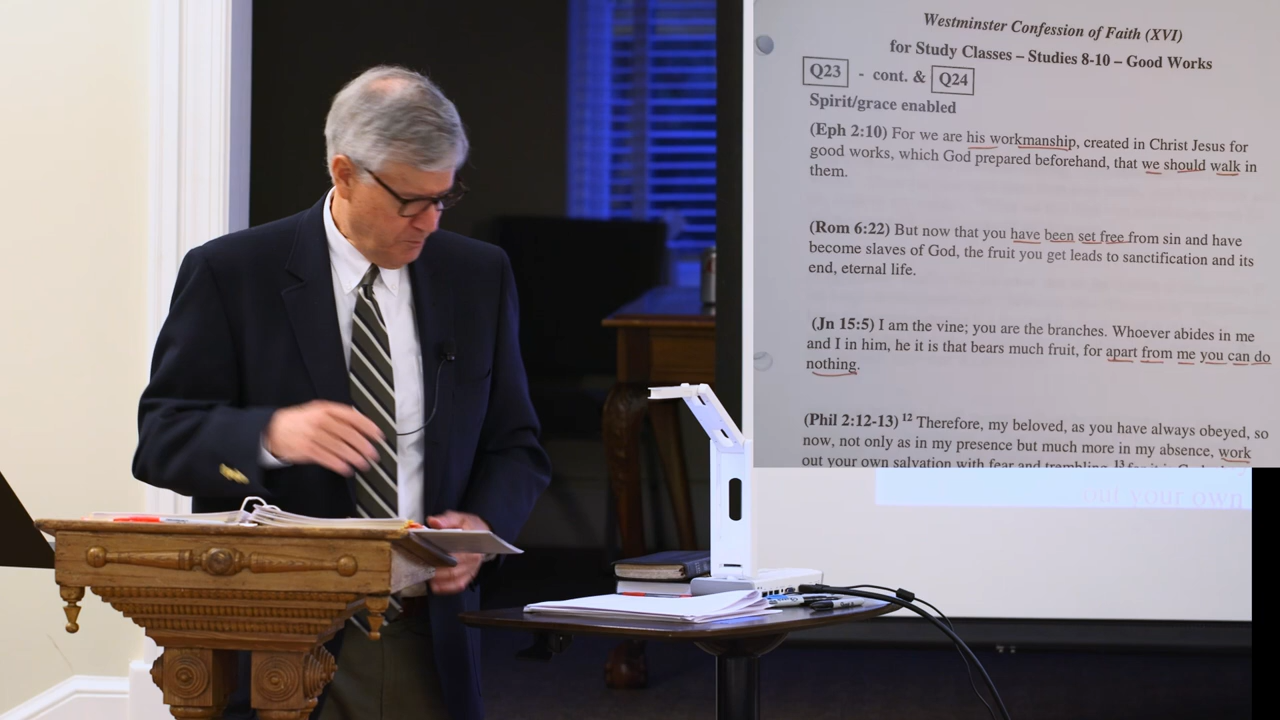 Westminster Confession of Faith (XVI)
for Study Classes – Studies 8-10 – Good Works
Q23 - cont. & Q24
Spirit/grace enabled
(Eph 2:10) For we are his workmanship, created in Christ Jesus for
good works, which God prepared beforehand, that we should walk in
them.
(Rom 6:22) But now that you have been set free from sin and have
become slaves of God, the fruit you get leads to sanctification and its
end, eternal life.
(Jn 15:5) I am the vine; you are the branches. Whoever abides in me
and I in him, he it is that bears much fruit, for apart from me you can do
nothing.
(Phil 2:12-13) 12 Therefore, my beloved, as you have always obeyed, so
now, not only as in my presence but much more in my absence, work
out your own salvation with fear and trembling, 13 for it is God
out your own